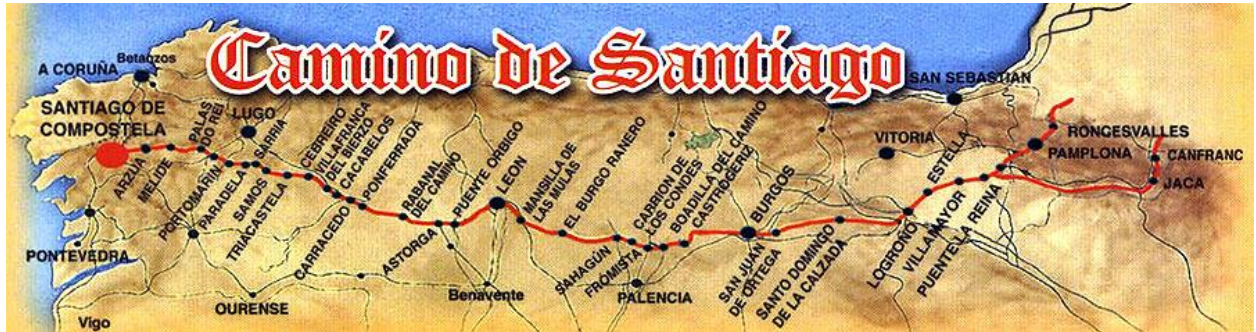 Camino de Santiago
A CORUÑA
Betanzos
SANTIAGO DE
COMPOSTELA
ARZUA
MELIDE
PALAS
DO REI
LUGO
PORTOMARIN
PARADELA
SARRIA
SAMOS
TRIACASTELA
CEBREIRO
VILLAFRANCA
DEL BIERZO
CACABELOS
CARRACEDO
PONFERRADA
RABANAL
DEL CAMINO
ASTORGA
PUENTE ORBIGO
LEON
MANSILLA DE
LAS MULAS
EL BURGO RANERO
SAHAGÚN
FROMISTA
CARRION DE
LOS CONDES
BOADILLA DEL CAMINO
CASTROGERIZ
BURGOS
SAN JUAN
DE ORTEGA
SANTO DOMINGO
DE LA CALZADA
LOGROÑO
VILLAMAYOR
ESTELLA
PUENTE LA REINA
VITORIA
SAN SEBASTIAN
RONCESVALLES
PAMPLONA
CANFRANC
JACA
PONTEVEDRA
Vigo
OURENSE
Benavente
PALENCIA